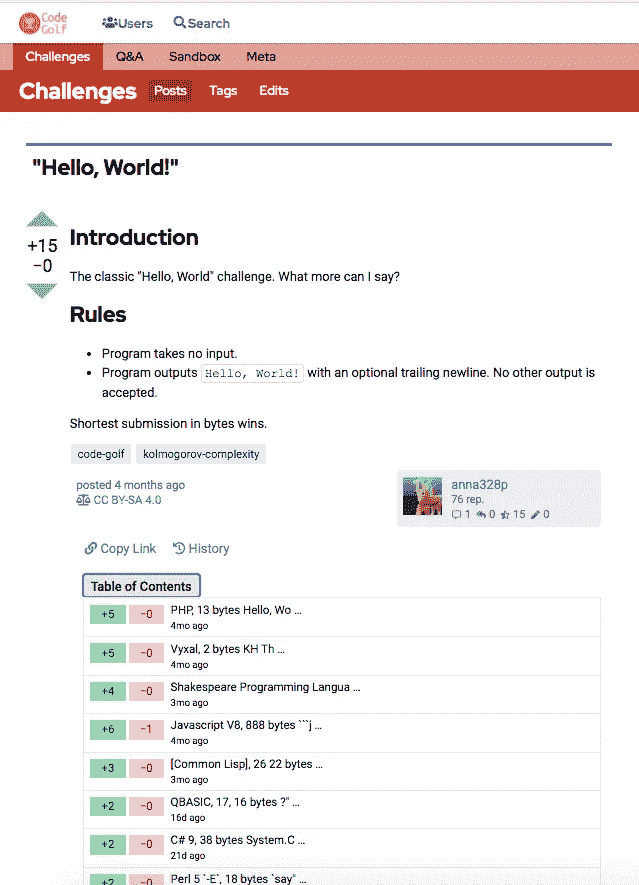 Code Golf
Users Search
Challenges Q&A Sandbox Meta
Challenges Posts Tags Edits
"Hello, World!"
+15
−0
Introduction
The classic "Hello, World" challenge. What more can I say?
Rules
• Program takes no input.
• Program outputs Hello, World! with an optional trailing newline. No other output is
accepted.
Shortest submission in bytes wins.
code-golf kolmogorov-complexity
posted 4 months ago
CC BY-SA 4.0
anna328p
76 rep.
1 0 15 0
Copy Link History
Table of Contents
+5 −0 PHP, 13 bytes Hello, Wo ...
4mo ago
+5 −0 Vyxal, 2 bytes KH Th ...
4mo ago
+4 −0 Shakespeare Programming Langua ...
3mo ago
+6 −1 Javascript V8, 888 bytes ```j ...
4mo ago
+3 −0 [Common Lisp], 26 22 bytes ...
3mo ago
+2 −0 QBASIC, 17, 16 bytes ?" ...
16d ago
+2 −0 C# 9, 38 bytes System.C ...
21d ago
+2 −0 Perl 5 `-E`, 18 bytes `say" ...